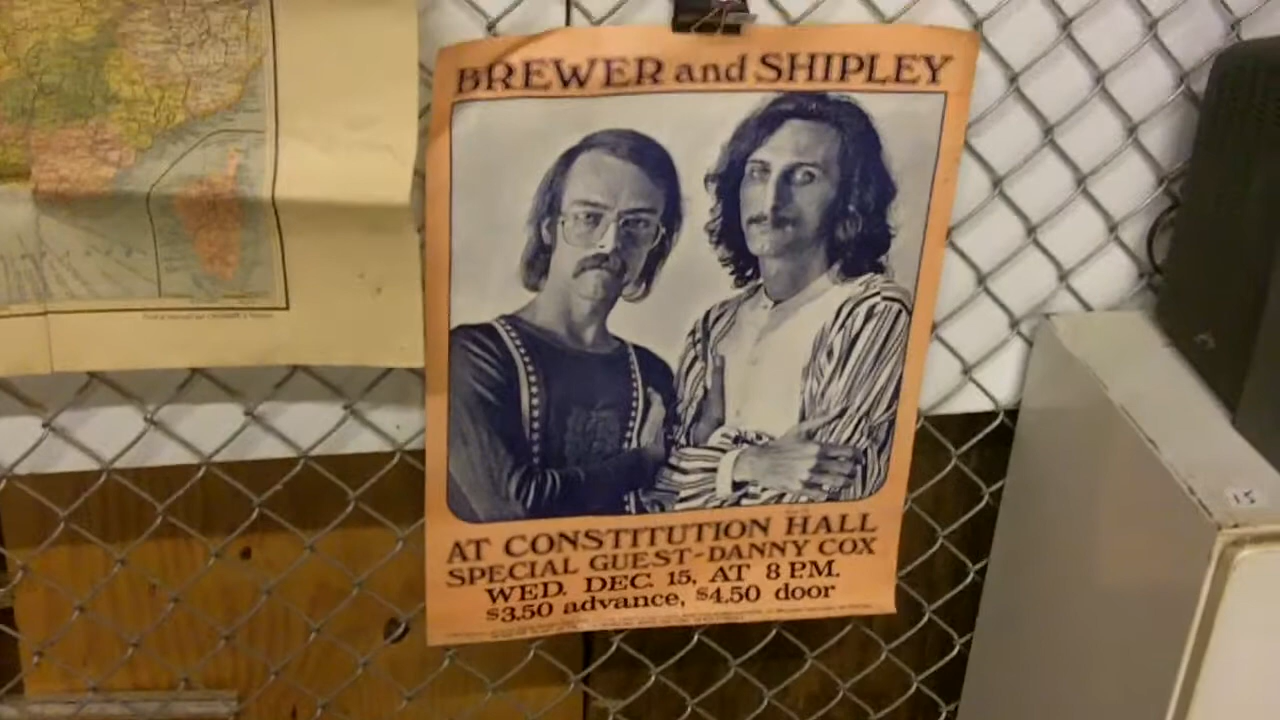 BREWER and SHIPLEY
AT CONSTITUTION HALL
SPECIAL GUEST-DANNY COX
WED. DEC. 15, AT 8 P.M.
$3.50 advance, $4.50 door
15